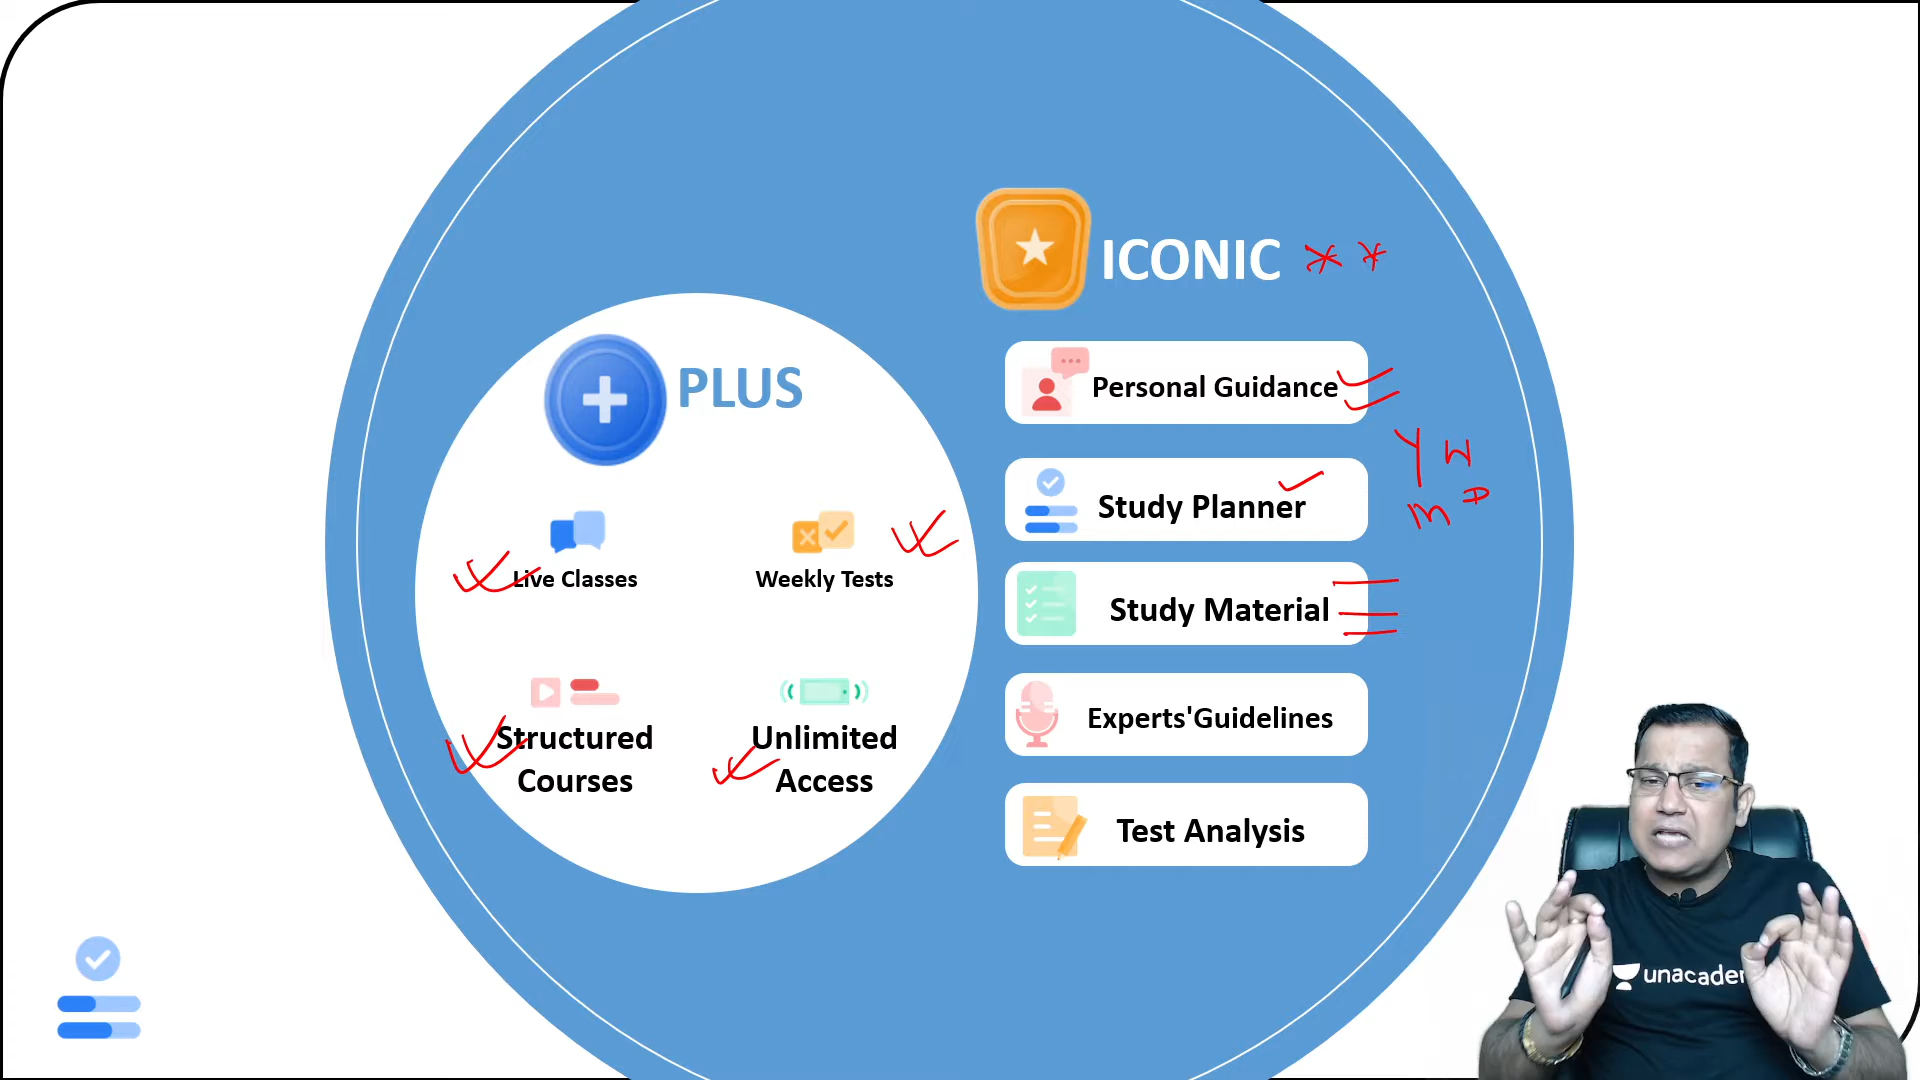 ICONIC **
PLUS
Personal Guidance
Y W
M D
Study Planner
Live Classes
Weekly Tests
Study Material
Structured
Courses
Unlimited
Access
Experts'Guidelines
Test Analysis
unacadem